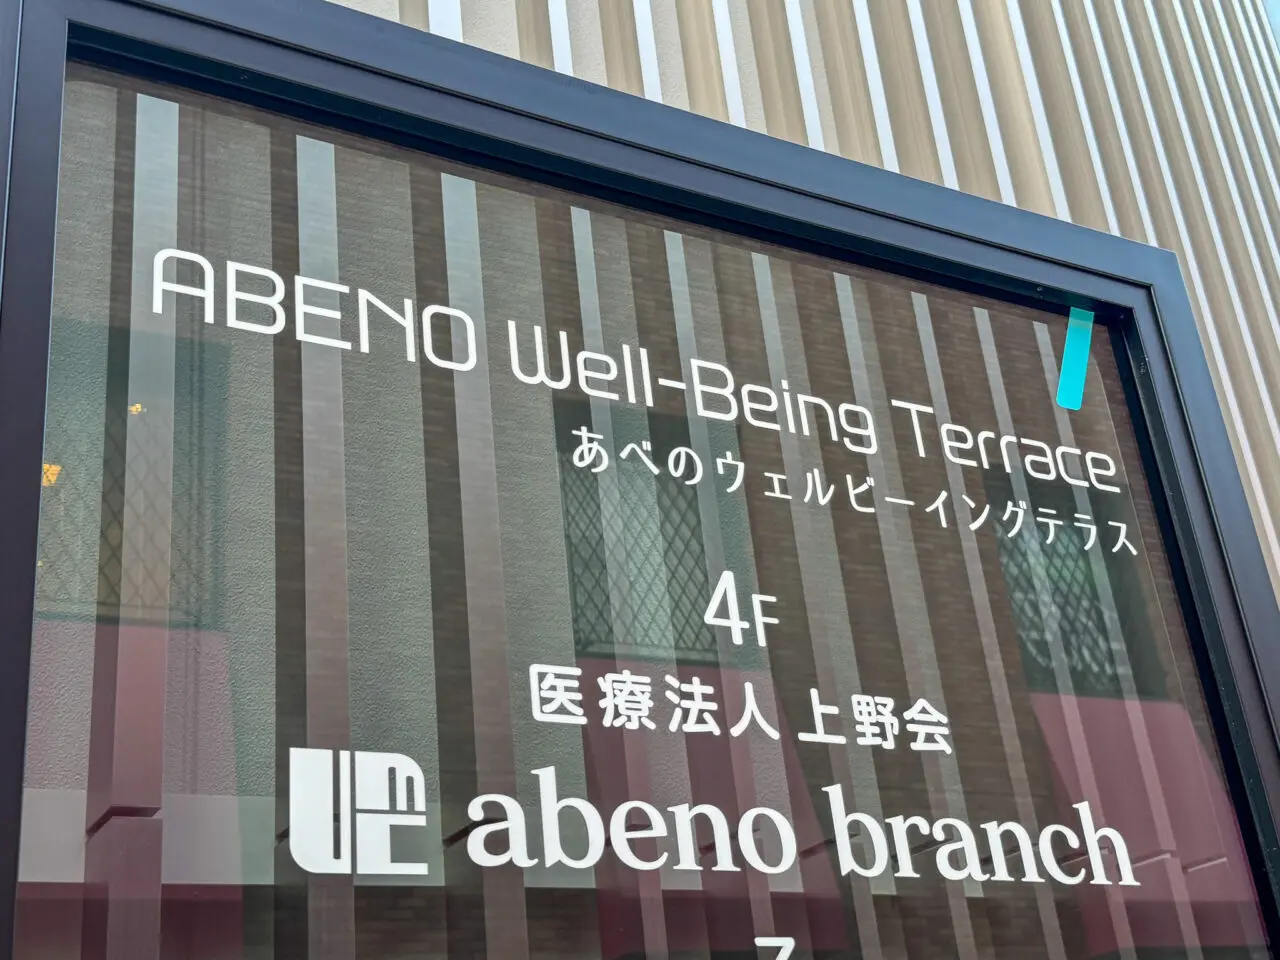 ABENO Well-Being Terrace
あべのウェルビーイングテラス
4F
医療法人 上野会
UMC abeno branch